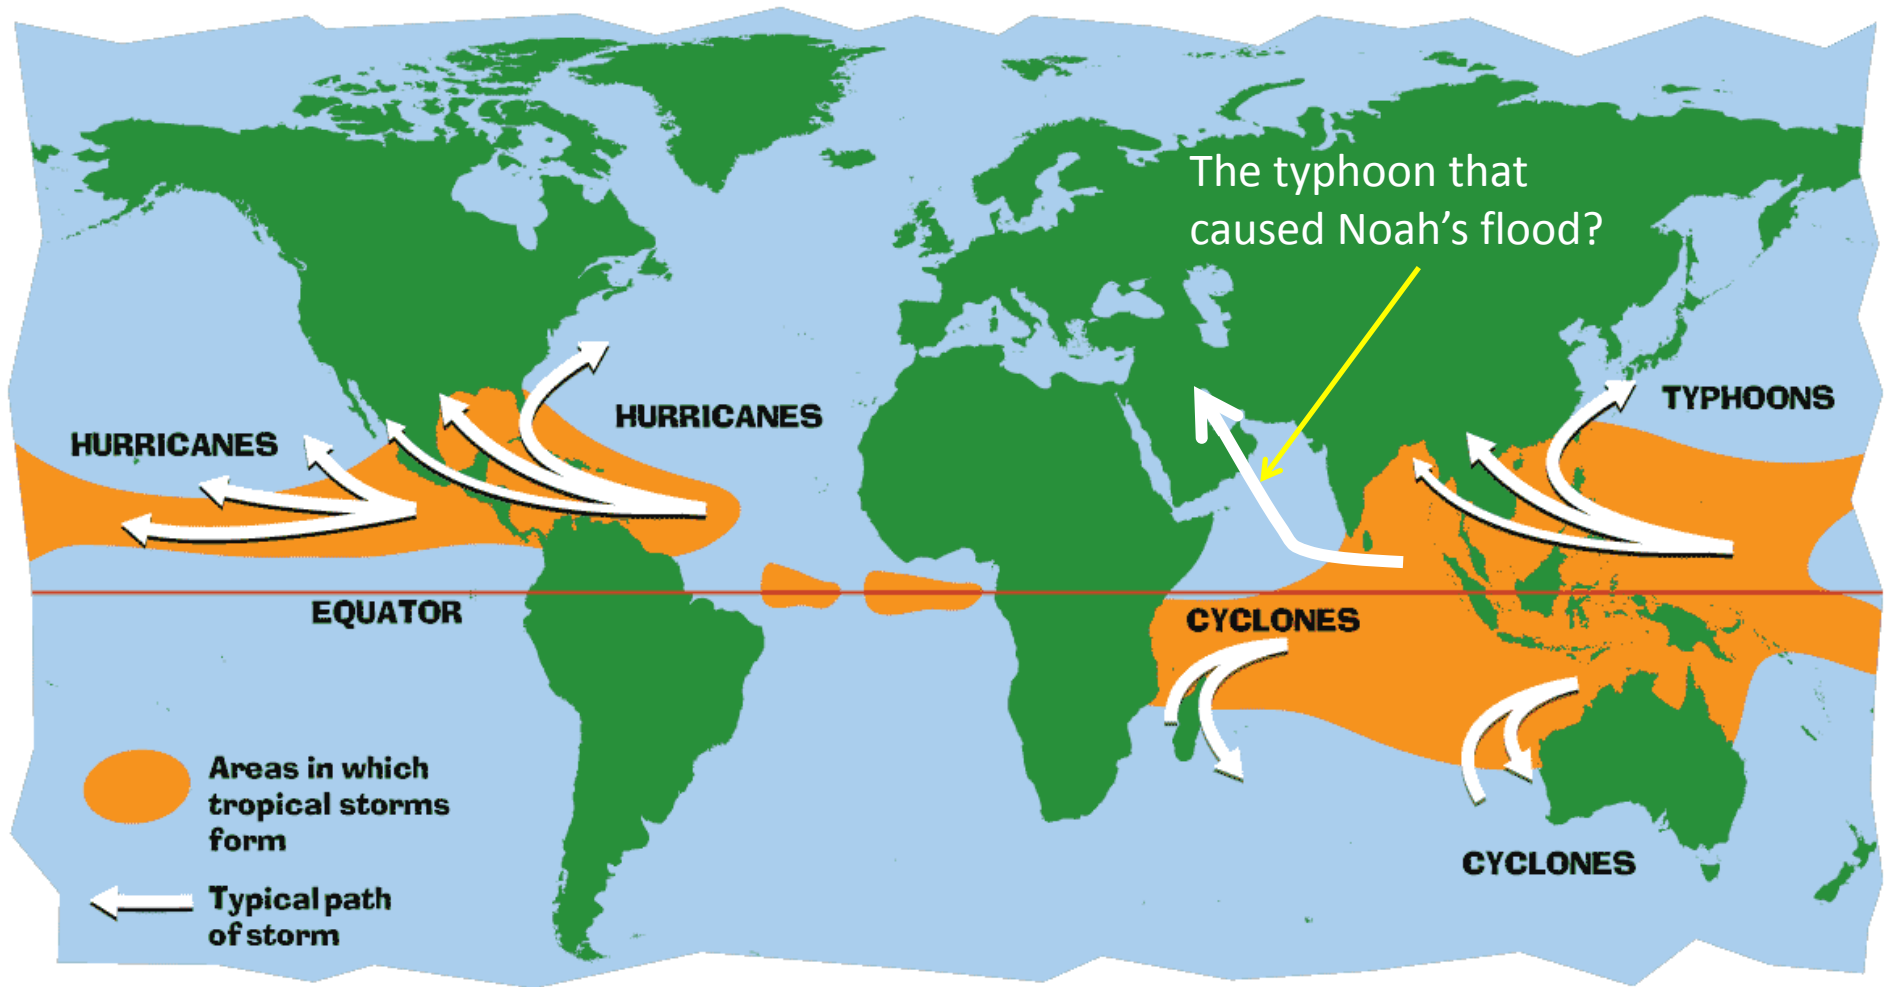 The typhoon that
caused Noah’s flood?
HURRICANES
HURRICANES
TYPHOONS
EQUATOR
CYCLONES
CYCLONES
Areas in which
tropical storms
form
Typical path
of storm